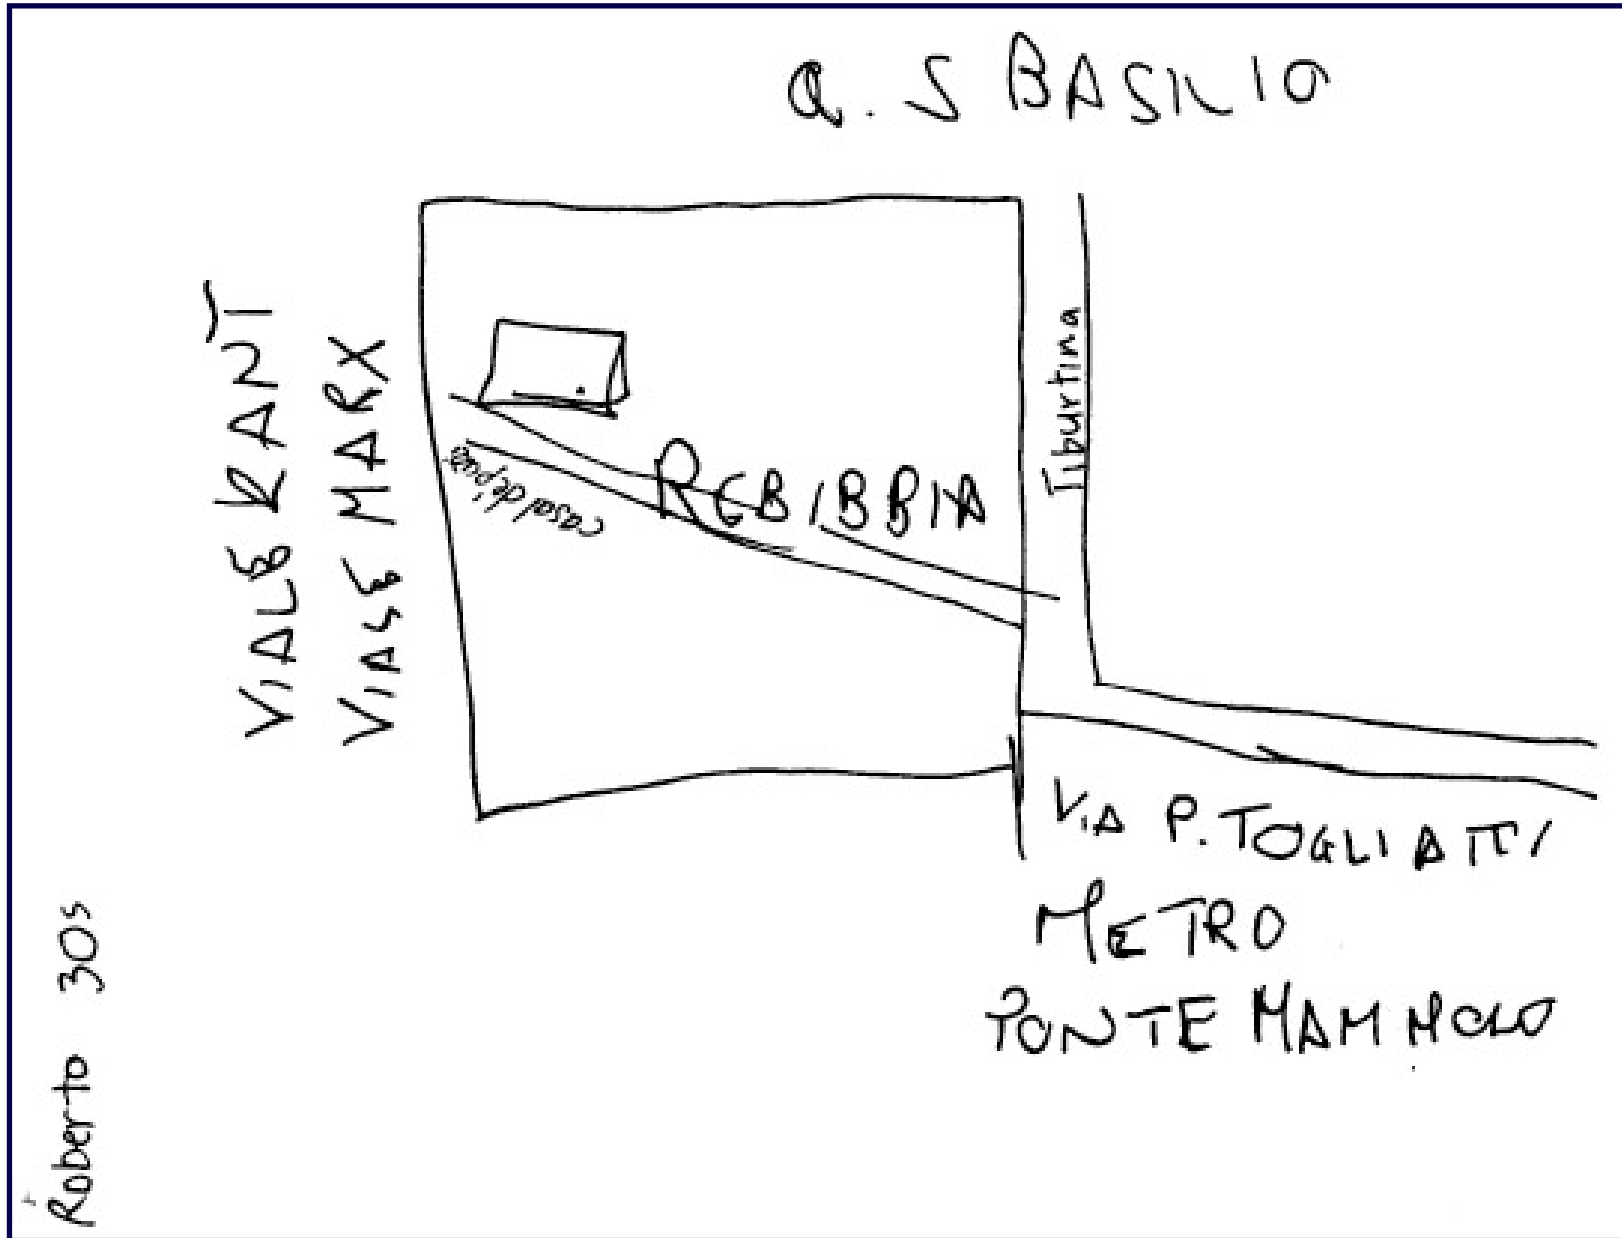 Q. S BASILIO
VIALE KANT
VIALE MARX
Tiburtina
REBIBBIA
casal de' pazzi
VIA P. TOGLIATTI
METRO
PONTE MAMMOLO
Roberto 30s